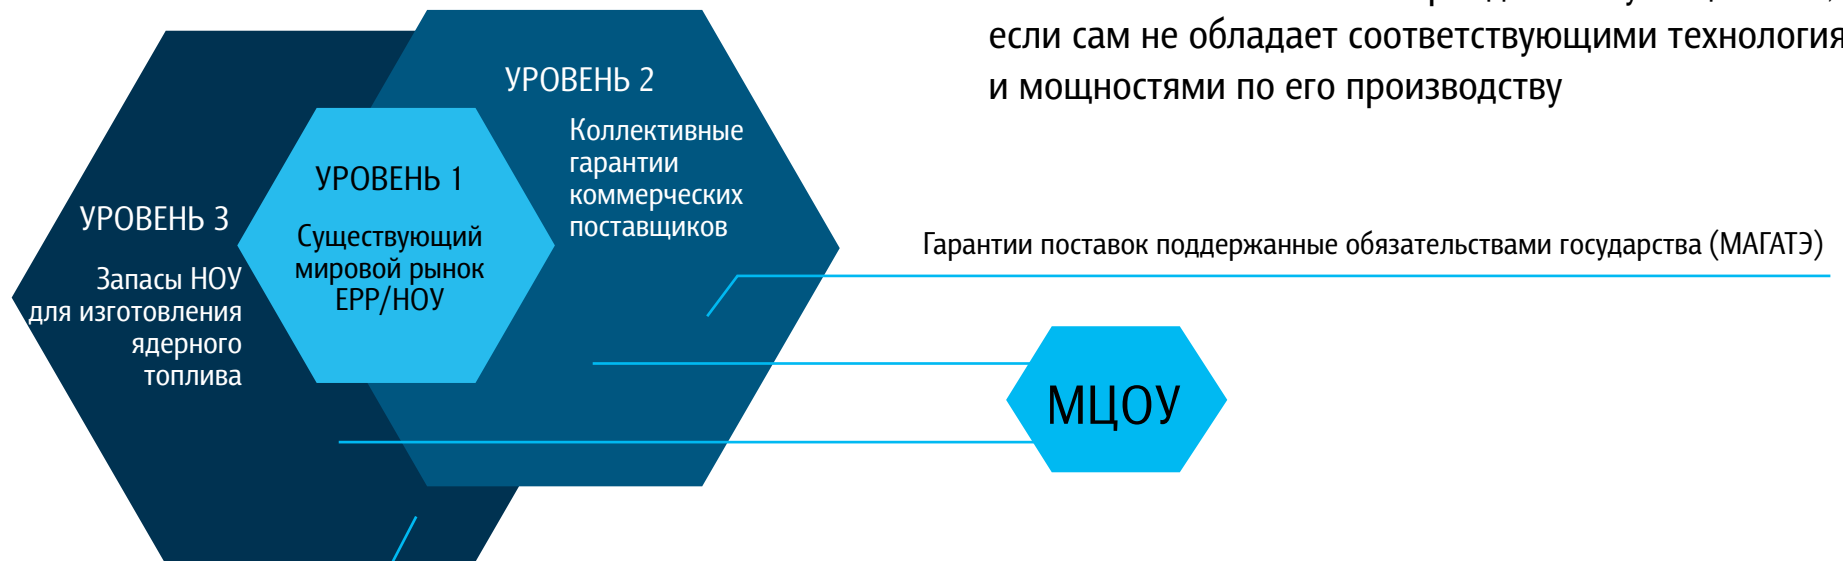 если сам не обладает соответствующими технология
и мощностями по его производству
УРОВЕНЬ 2
Коллективные
гарантии
коммерческих
поставщиков
УРОВЕНЬ 1
Существующий
мировой рынок
ЕРР/НОУ
УРОВЕНЬ 3
Запасы НОУ
для изготовления
ядерного
топлива
Гарантии поставок поддержанные обязательствами государства (МАГАТЭ)
МЦОУ